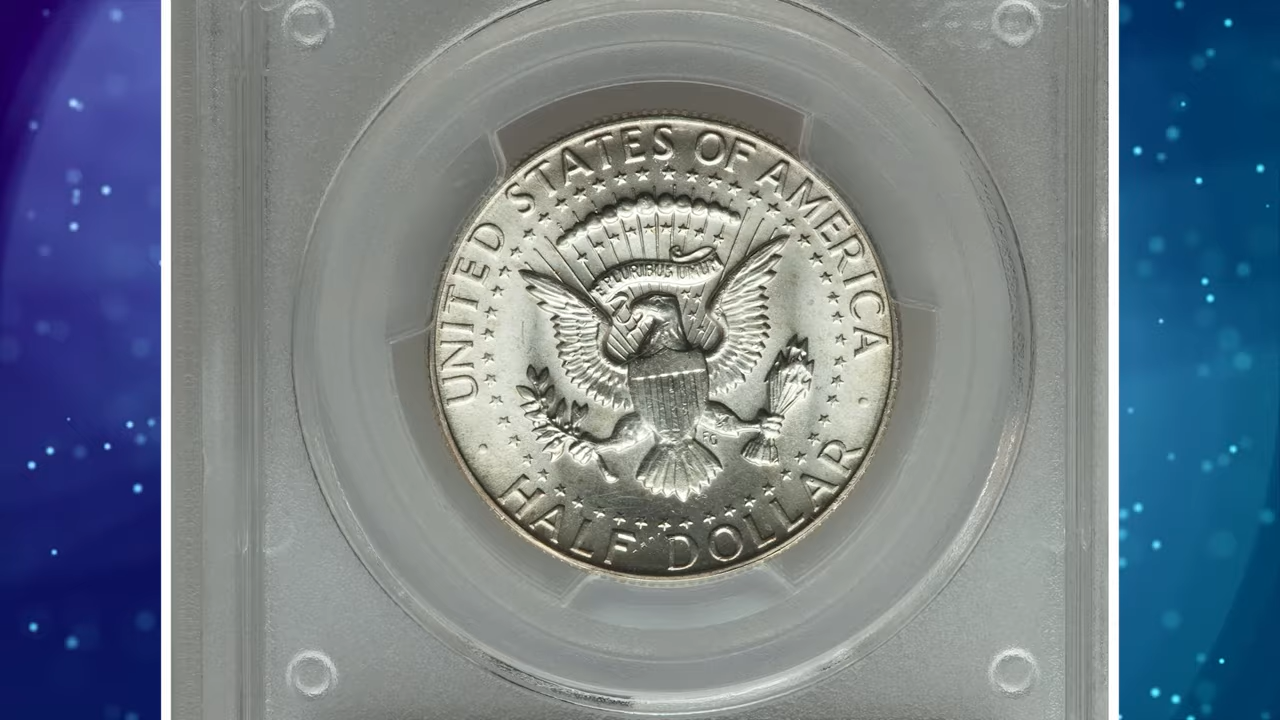 UNITED STATES OF AMERICA
E PLURIBUS UNUM
FG
HALF DOLLAR